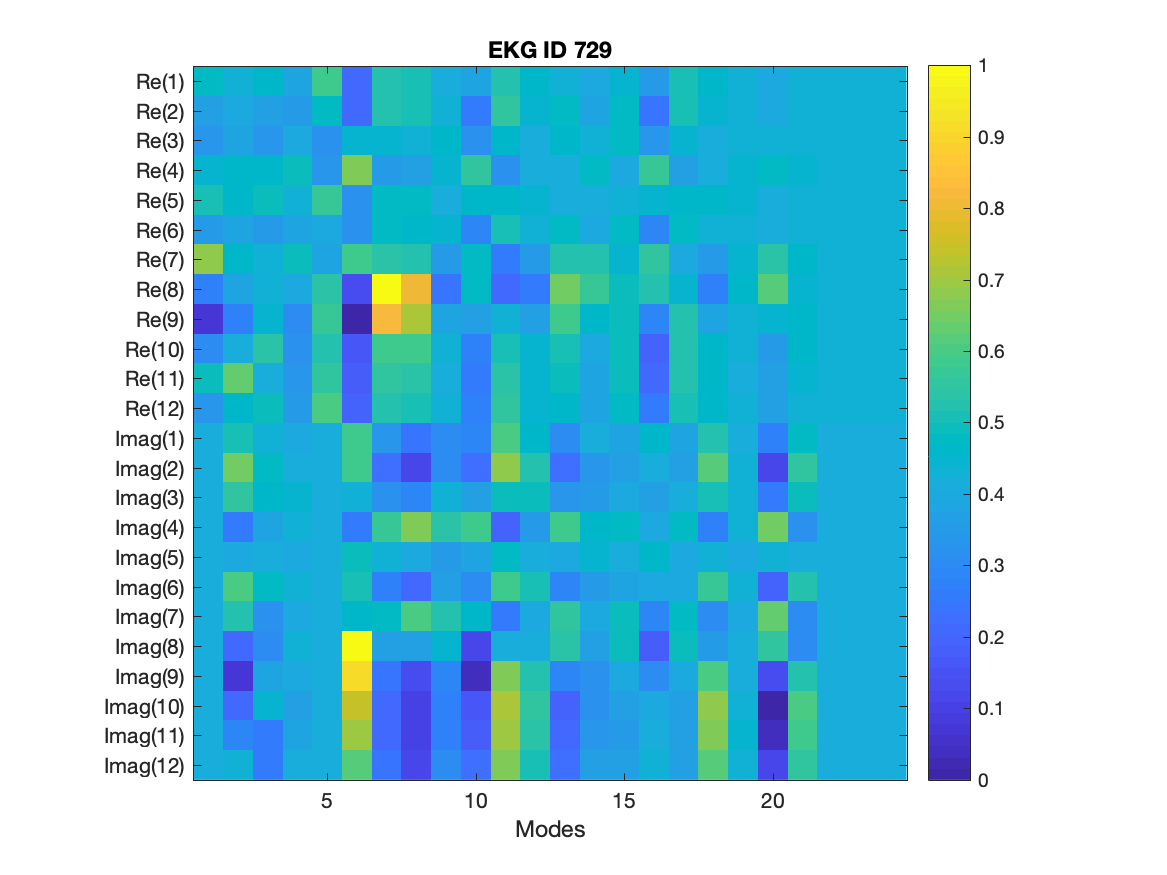 EKG ID 729
Re(1)
Re(2)
Re(3)
Re(4)
Re(5)
Re(6)
Re(7)
Re(8)
Re(9)
Re(10)
Re(11)
Re(12)
Imag(1)
Imag(2)
Imag(3)
Imag(4)
Imag(5)
Imag(6)
Imag(7)
Imag(8)
Imag(9)
Imag(10)
Imag(11)
Imag(12)
5 10 15 20
Modes
1
0.9
0.8
0.7
0.6
0.5
0.4
0.3
0.2
0.1
0